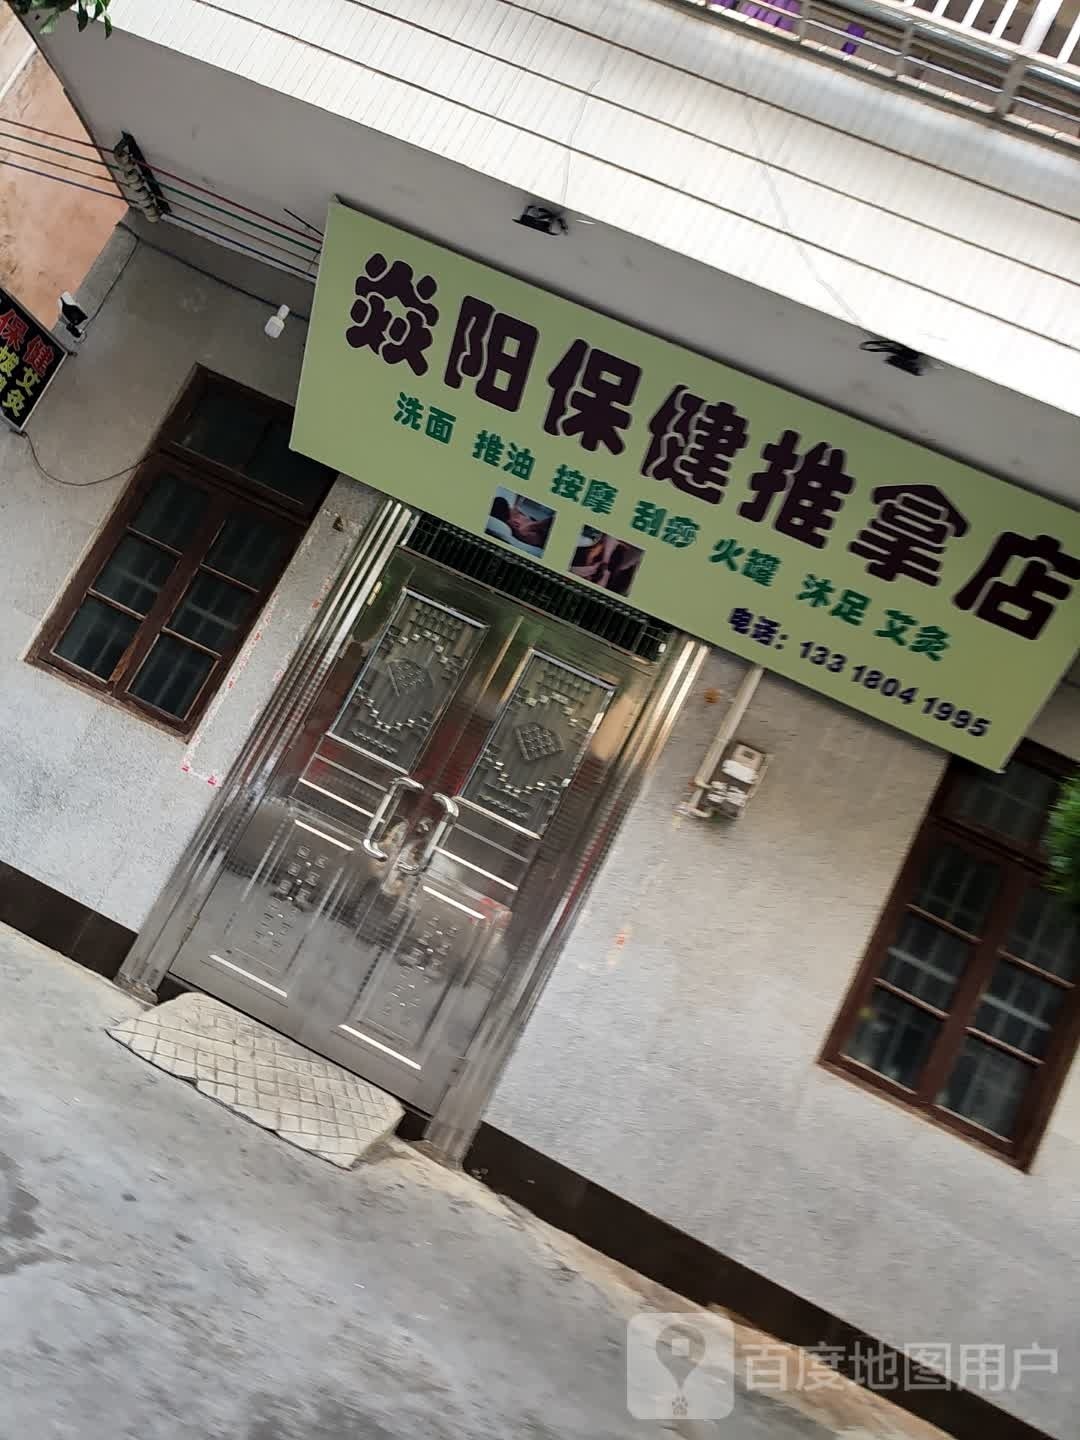 焱阳保健推拿店
洗面 推油 按摩 刮痧 火罐 沐足 艾灸
电话：133 1804 1995
保健
艾灸
百度地图用户